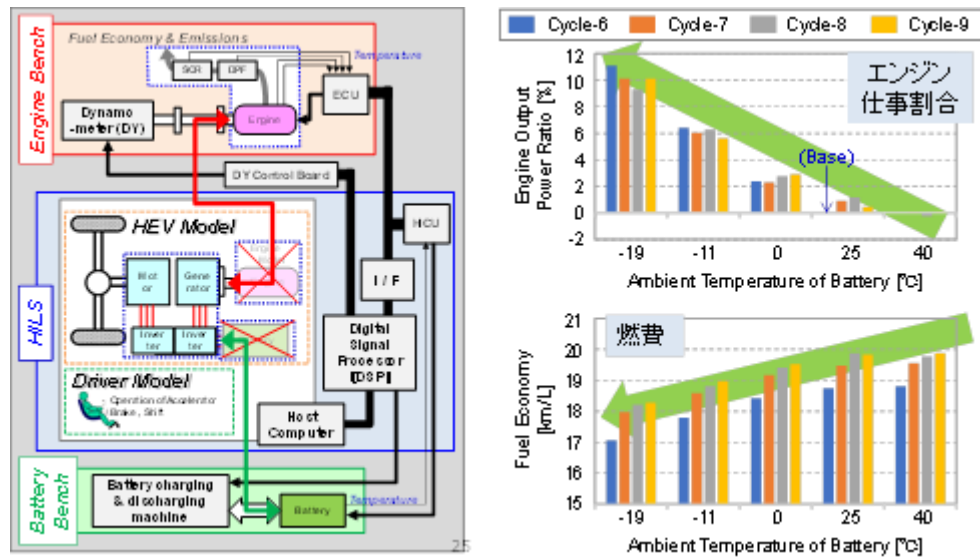 Engine Bench
Fuel Economy & Emissions
Temperature
SCR
DPF
ECU
Dynamo
-meter (DY)
Engine
DY Control Board
HILS
HEV Model
HCU
Mot
or
Gene
rator
I / F
Inver
ter
Inver
ter
Digital
Signal
Processor
(DSP)
Driver Model
Operation of Accelerator
Brake, Shift
Host
Computer
Battery
Bench
Battery charging
& discharging
machine
Battery
Temperature
25
Cycle-6 Cycle-7 Cycle-8 Cycle-9
Engine Output
Power Ratio [%]
12
10
8
6
4
2
0
-2
エンジン
仕事割合
(Base)
-19 -11 0 25 40
Ambient Temperature of Battery [℃]
Fuel Economy
[km/L]
21
20
19
18
17
16
15
燃費
-19 -11 0 25 40
Ambient Temperature of Battery [℃]